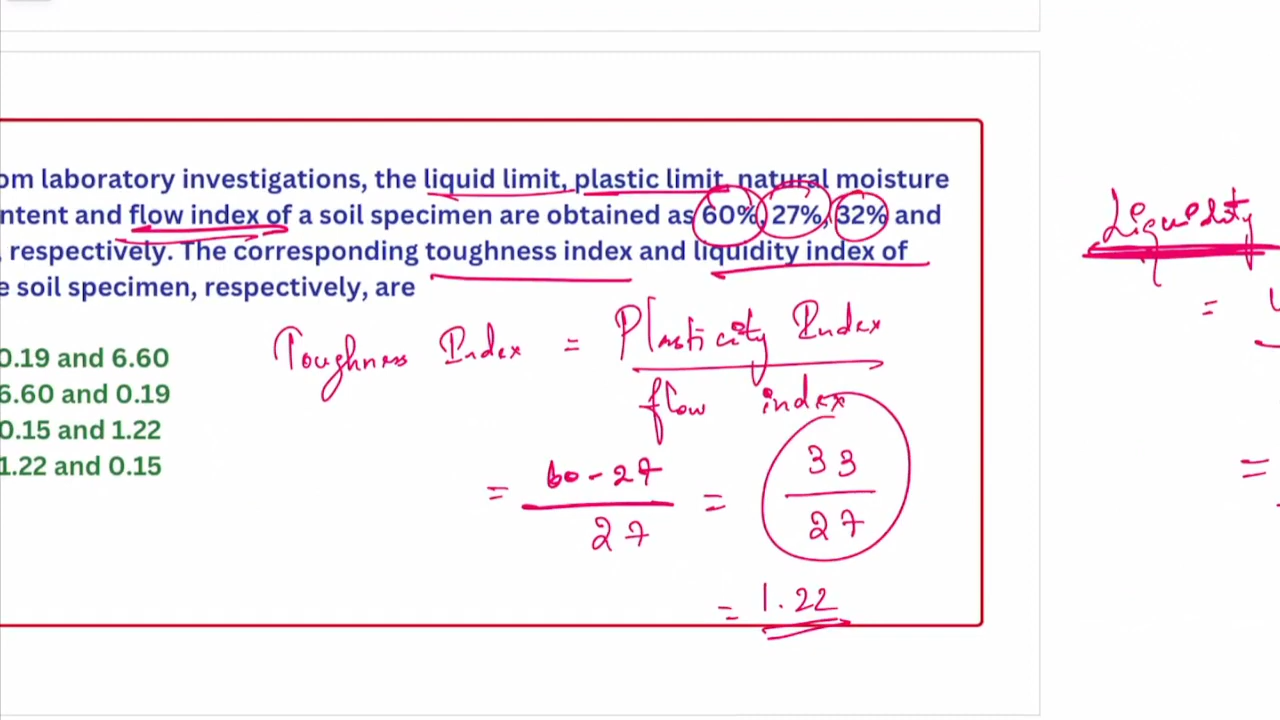 om laboratory investigations, the liquid limit, plastic limit, natural moisture
ntent and flow index of a soil specimen are obtained as 60%, 27%, 32% and
, respectively. The corresponding toughness index and liquidity index of
e soil specimen, respectively, are
0.19 and 6.60
6.60 and 0.19
0.15 and 1.22
1.22 and 0.15
Toughness Index = Plasticity Index
flow index
= 60-27 = 33
27 27
= 1.22
Liquidity
=
=